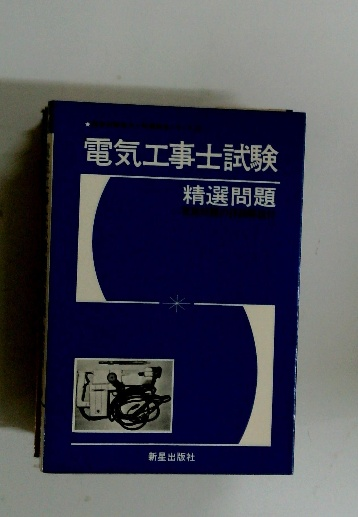 電気工事士試験
精選問題
新星出版社